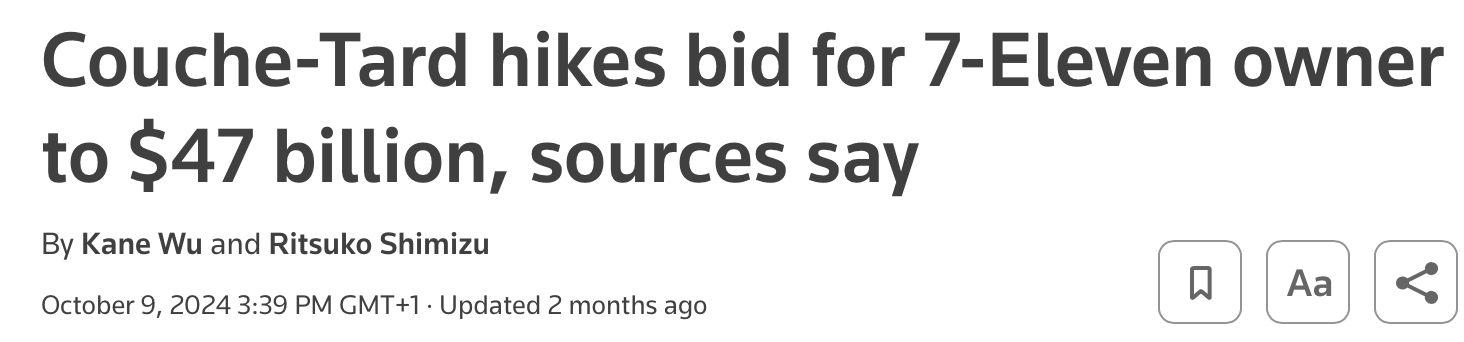 Couche-Tard hikes bid for 7-Eleven owner
to $47 billion, sources say
By Kane Wu and Ritsuko Shimizu
October 9, 2024 3:39 PM GMT+1 · Updated 2 months ago
Aa